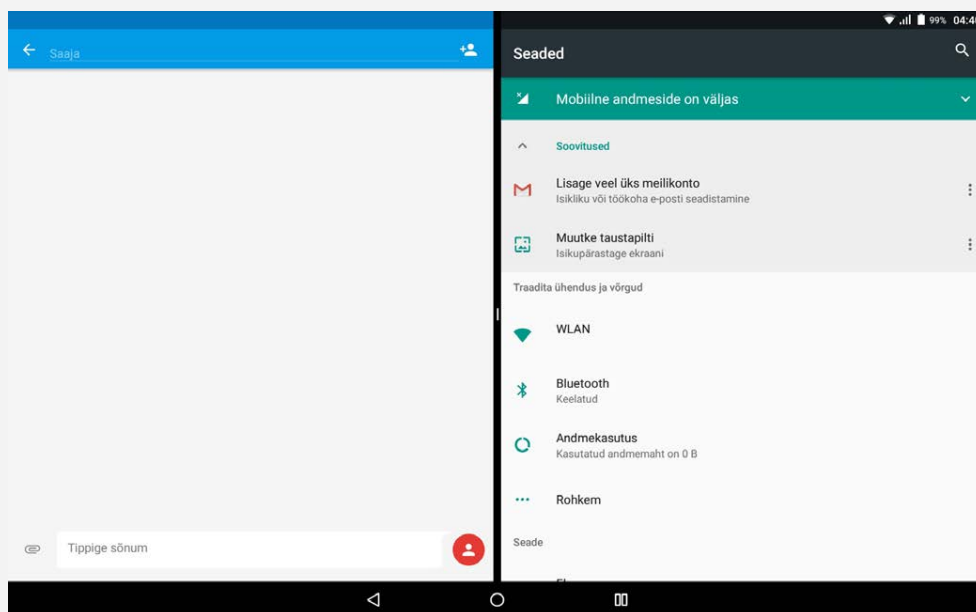 Saaja
99% 04:4
Seaded
Mobiilne andmeside on väljas
Soovitused
Lisage veel üks meilikonto
Isikliku või töökoha e-posti seadistamine
Muutke taustapilti
Isikupärastage ekraani
Traadita ühendus ja võrgud
WLAN
Bluetooth
Keelatud
Andmekasutus
Kasutatud andmemaht on 0 B
Rohkem
Seade
Tippige sõnum